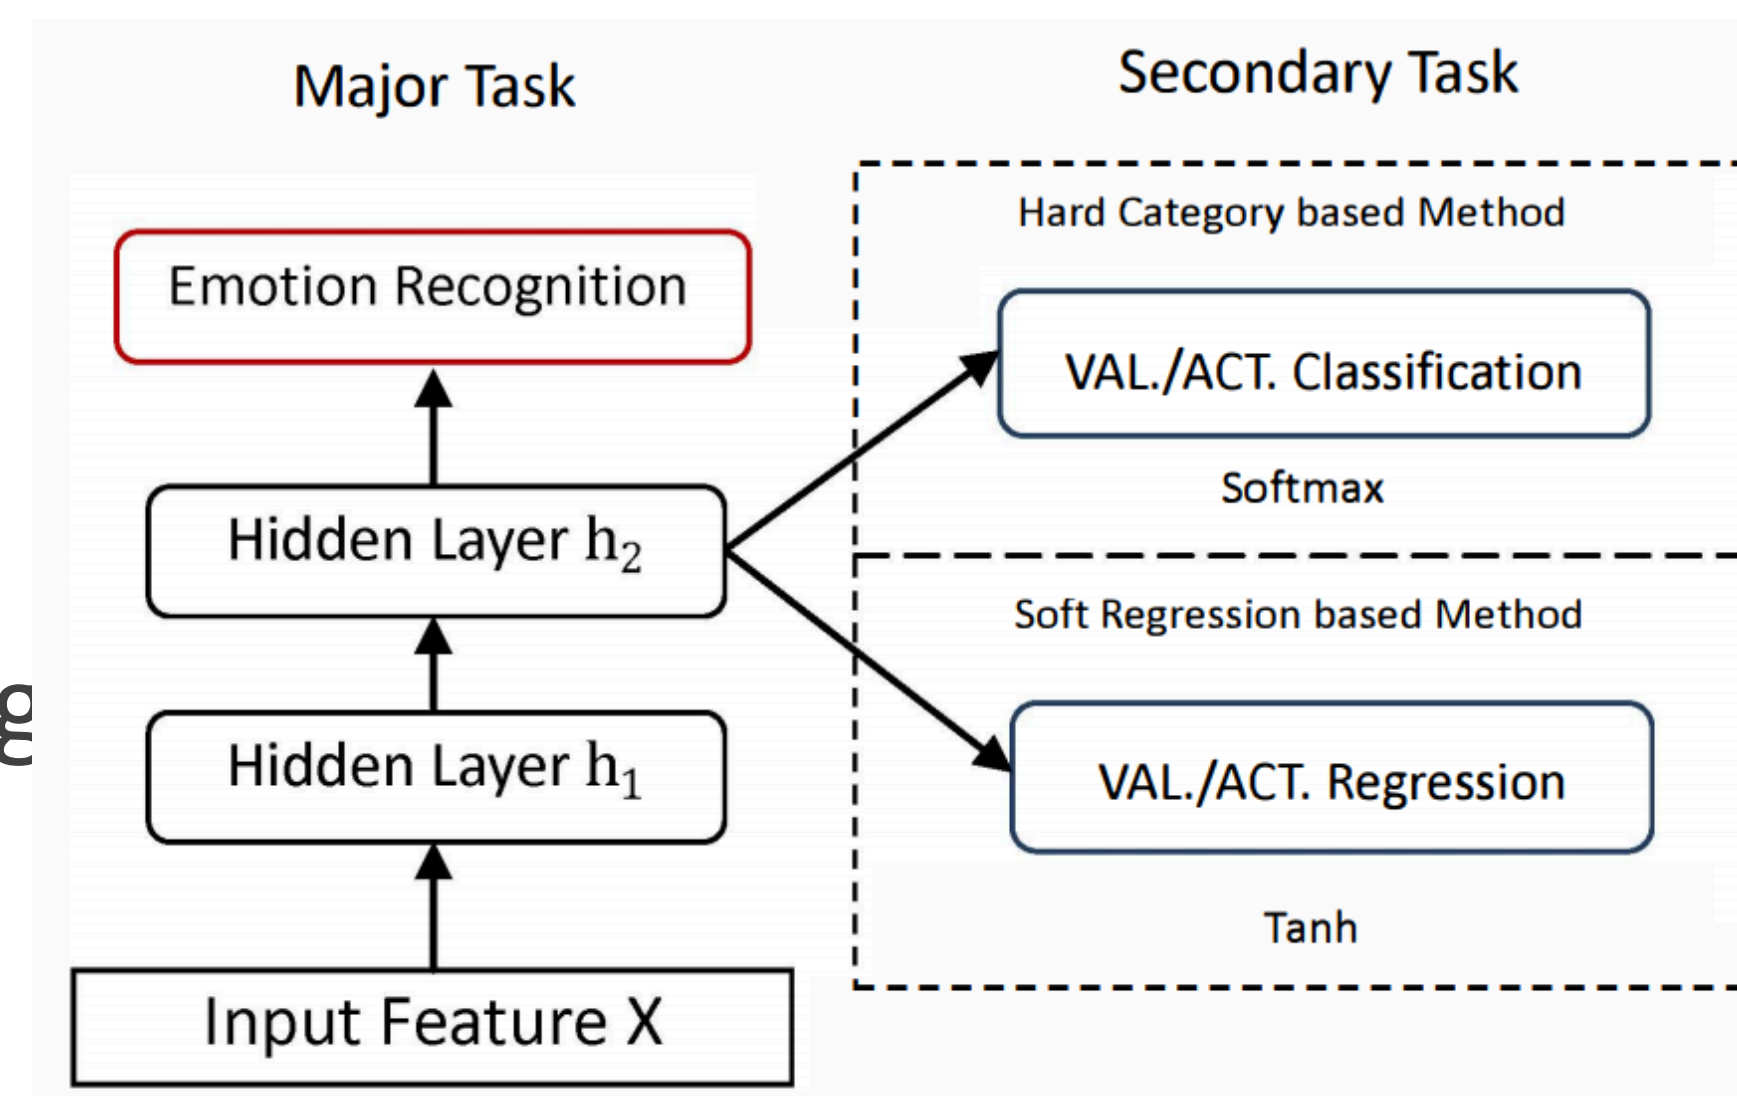 Major Task
Secondary Task
Hard Category based Method
Emotion Recognition
VAL./ACT. Classification
Softmax
Hidden Layer h₂
Soft Regression based Method
Hidden Layer h₁
VAL./ACT. Regression
Tanh
Input Feature X
g